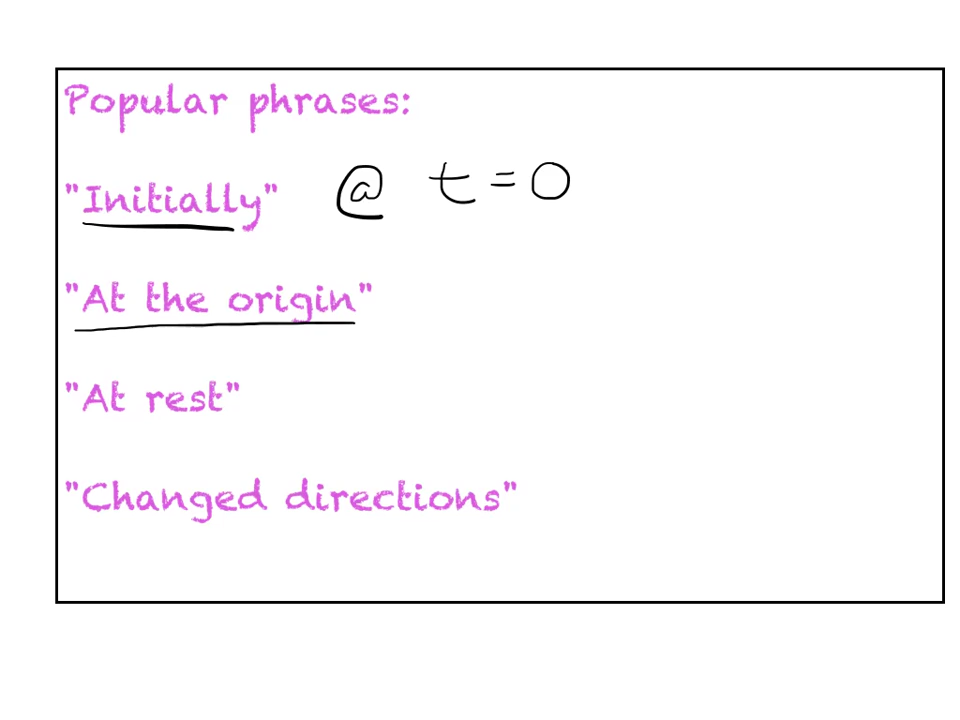 Popular phrases:
"Initially" @ t = 0
"At the origin"
"At rest"
"Changed directions"